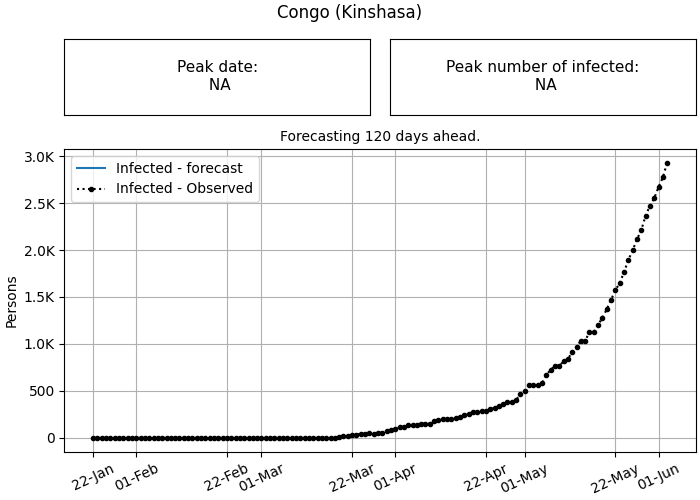 Congo (Kinshasa)
Peak date:
NA
Peak number of infected:
NA
Forecasting 120 days ahead.
Infected - forecast
Infected - Observed
Persons
3.0K
2.5K
2.0K
1.5K
1.0K
500
0
22-Jan
01-Feb
22-Feb
01-Mar
22-Mar
01-Apr
22-Apr
01-May
22-May
01-Jun